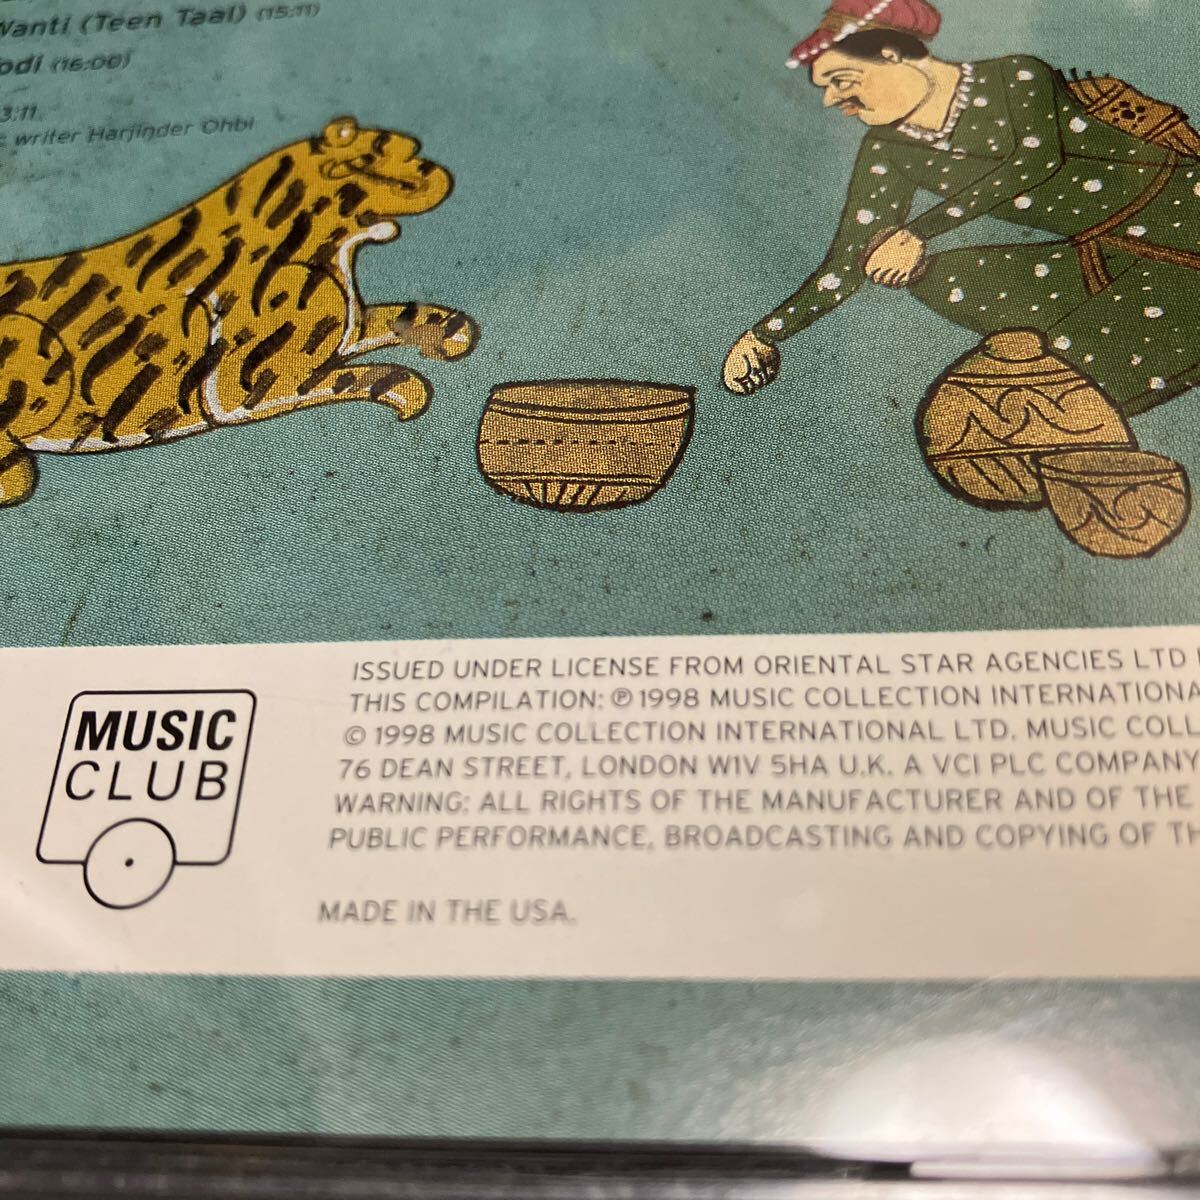 Wanti (Teen Taal) (15:11)
odi (16:00)
3:11
writer Harjinder Ohbi
ISSUED UNDER LICENSE FROM ORIENTAL STAR AGENCIES LTD
THIS COMPILATION: ℗ 1998 MUSIC COLLECTION INTERNATIONA
© 1998 MUSIC COLLECTION INTERNATIONAL LTD. MUSIC COLL
76 DEAN STREET, LONDON W1V 5HA U.K. A VCI PLC COMPANY
WARNING: ALL RIGHTS OF THE MANUFACTURER AND OF THE
PUBLIC PERFORMANCE, BROADCASTING AND COPYING OF TH
MADE IN THE USA.
MUSIC
CLUB